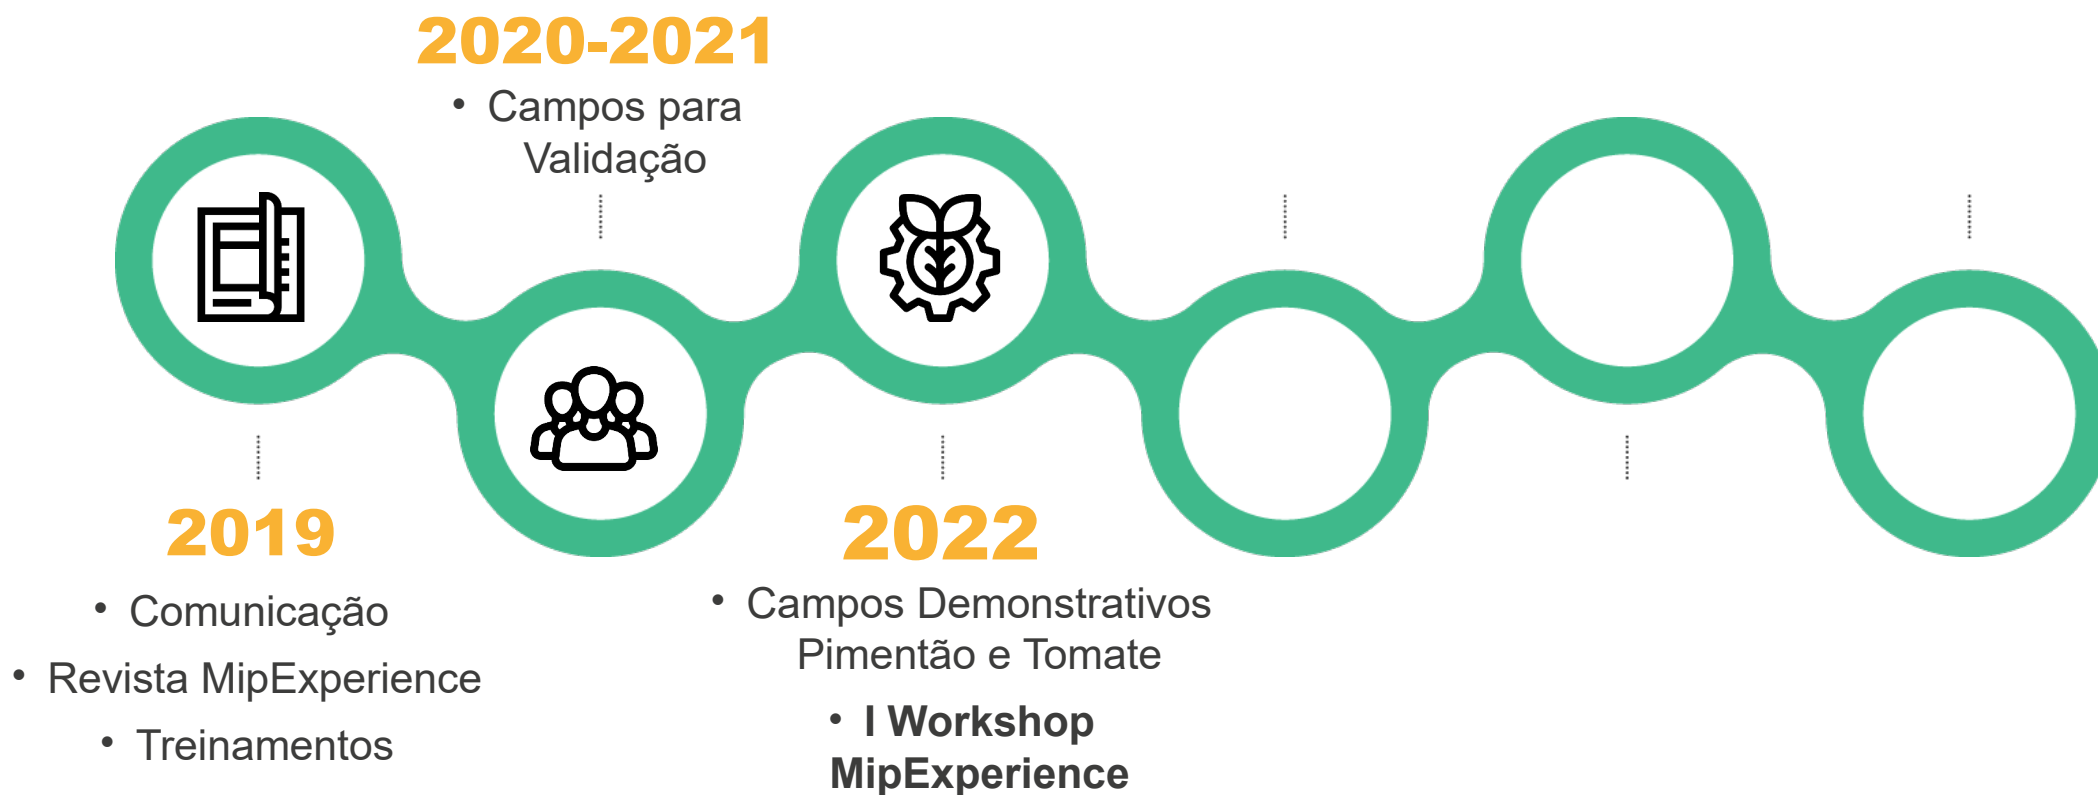 2020-2021
• Campos para
Validação
2019
• Comunicação
• Revista MipExperience
• Treinamentos
2022
• Campos Demonstrativos
Pimentão e Tomate
• I Workshop
MipExperience